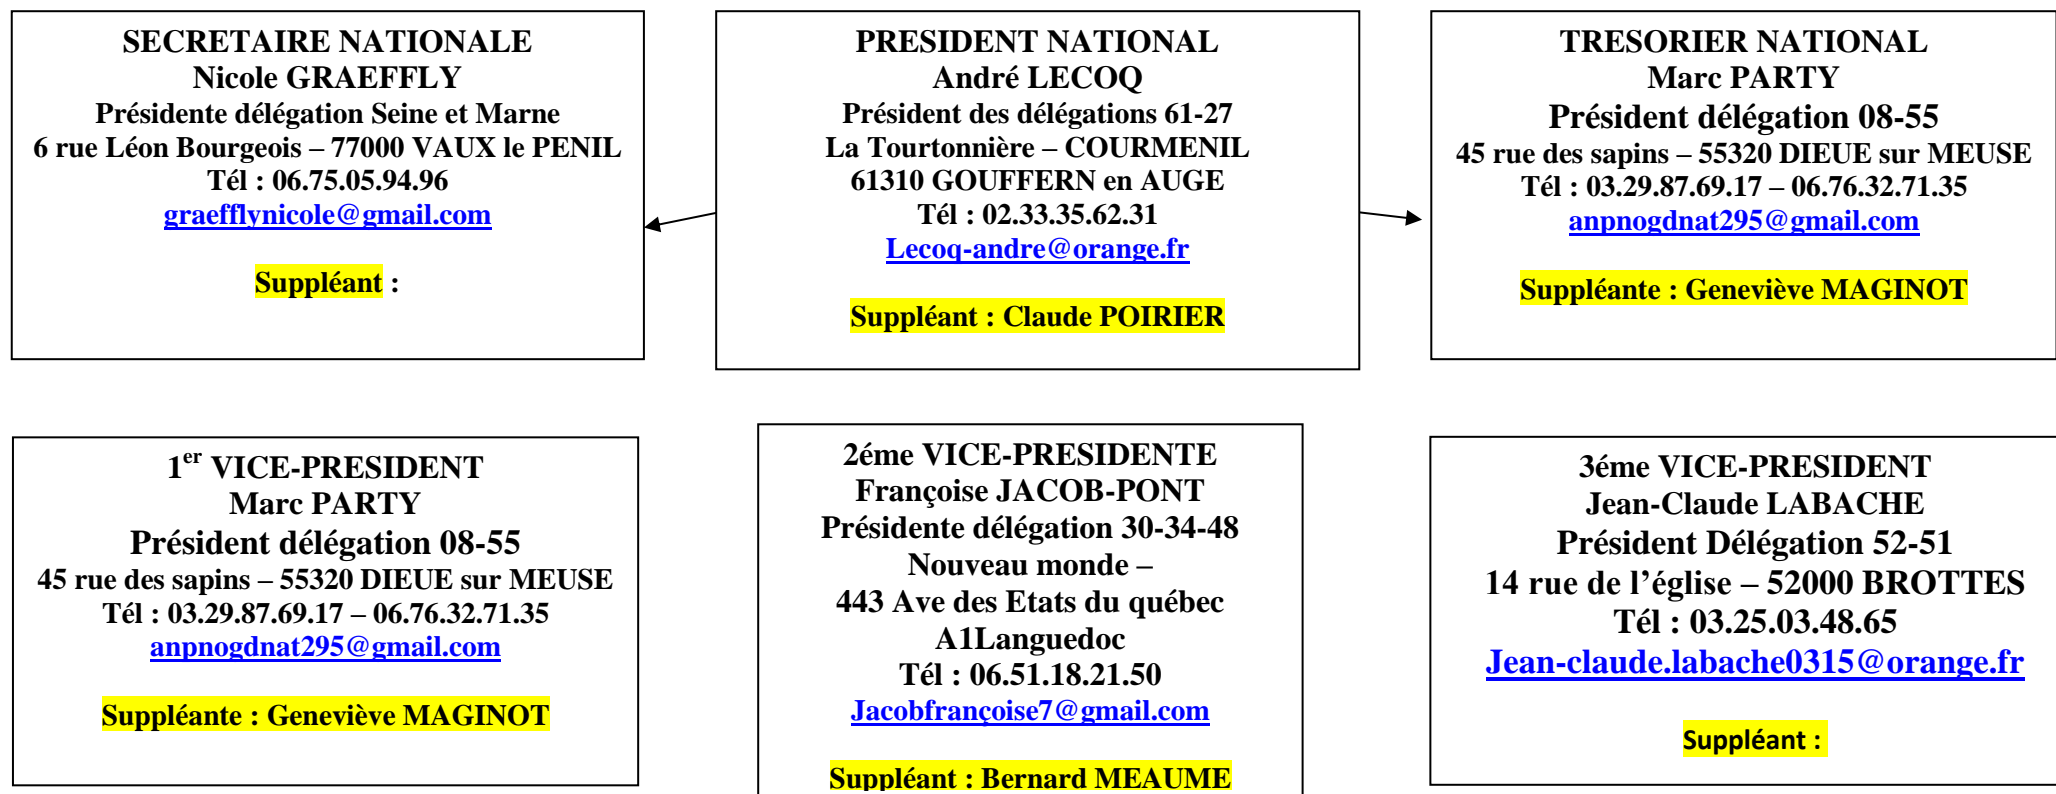 SECRETAIRE NATIONALE
Nicole GRAEFFLY
Présidente délégation Seine et Marne
6 rue Léon Bourgeois – 77000 VAUX le PENIL
Tél : 06.75.05.94.96
graefflynicole@gmail.com
Suppléant :
PRESIDENT NATIONAL
André LECOQ
Président des délégations 61-27
La Tourtonnière – COURMENIL
61310 GOUFFERN en AUGE
Tél : 02.33.35.62.31
Lecoq-andre@orange.fr
Suppléant : Claude POIRIER
TRESORIER NATIONAL
Marc PARTY
Président délégation 08-55
45 rue des sapins – 55320 DIEUE sur MEUSE
Tél : 03.29.87.69.17 – 06.76.32.71.35
anpnogdnat295@gmail.com
Suppléante : Geneviève MAGINOT
1er VICE-PRESIDENT
Marc PARTY
Président délégation 08-55
45 rue des sapins – 55320 DIEUE sur MEUSE
Tél : 03.29.87.69.17 – 06.76.32.71.35
anpnogdnat295@gmail.com
Suppléante : Geneviève MAGINOT
2éme VICE-PRESIDENTE
Françoise JACOB-PONT
Présidente délégation 30-34-48
Nouveau monde –
443 Ave des Etats du québec
A1Languedoc
Tél : 06.51.18.21.50
Jacobfrançoise7@gmail.com
Suppléant : Bernard MEAUME
3éme VICE-PRESIDENT
Jean-Claude LABACHE
Président Délégation 52-51
14 rue de l’église – 52000 BROTTES
Tél : 03.25.03.48.65
Jean-claude.labache0315@orange.fr
Suppléant :